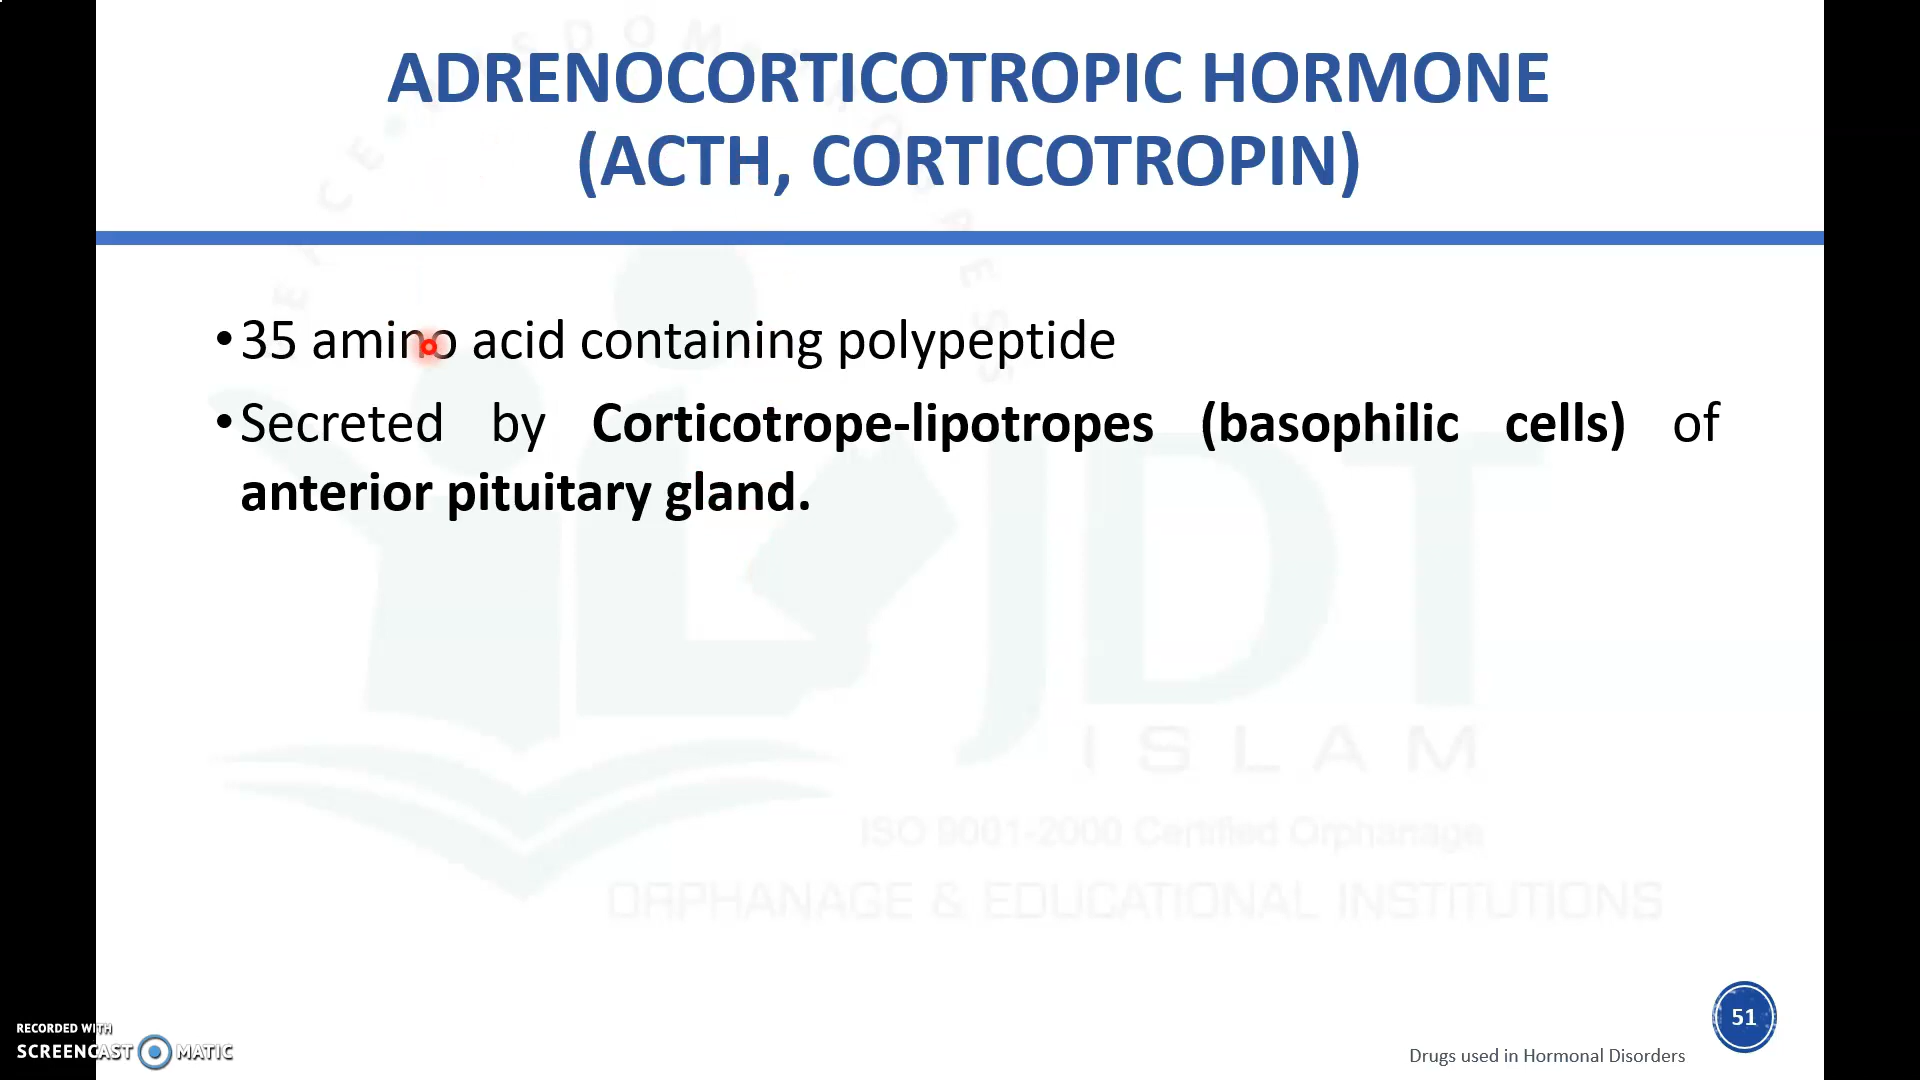 ADRENOCORTICOTROPIC HORMONE
(ACTH, CORTICOTROPIN)
•35 amino acid containing polypeptide
•Secreted by Corticotrope-lipotropes (basophilic cells) of
anterior pituitary gland.
JDT
ISLAM
ISO 9001-2000 Certified Orphanage
ORPHANAGE & EDUCATIONAL INSTITUTIONS
51
Drugs used in Hormonal Disorders
RECORDED WITH
SCREENCAST MATIC